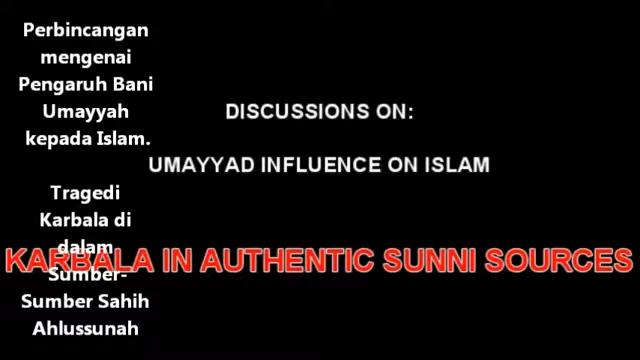 Perbincangan
mengenai
Pengaruh Bani
Umayyah
kepada Islam.
Tragedi
Karbala di
dalam
Sumber-
Sumber Sahih
Ahlussunah
DISCUSSIONS ON:
UMAYYAD INFLUENCE ON ISLAM
KARBALA IN AUTHENTIC SUNNI SOURCES